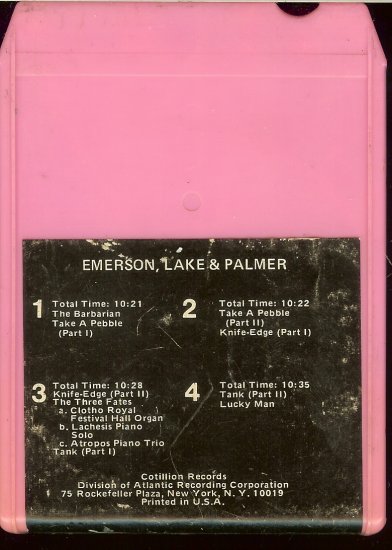 EMERSON, LAKE & PALMER
1 Total Time: 10:21
The Barbarian
Take A Pebble
(Part I)
2 Total Time: 10:22
Take A Pebble
(Part II)
Knife-Edge (Part I)
3 Total Time: 10:28
Knife-Edge (Part II)
The Three Fates
a. Clotho Royal
Festival Hall Organ
b. Lachesis Piano
Solo
c. Atropos Piano Trio
Tank (Part I)
4 Total Time: 10:35
Tank (Part II)
Lucky Man
Cotillion Records
Division of Atlantic Recording Corporation
75 Rockefeller Plaza, New York, N. Y. 10019
Printed in U.S.A.